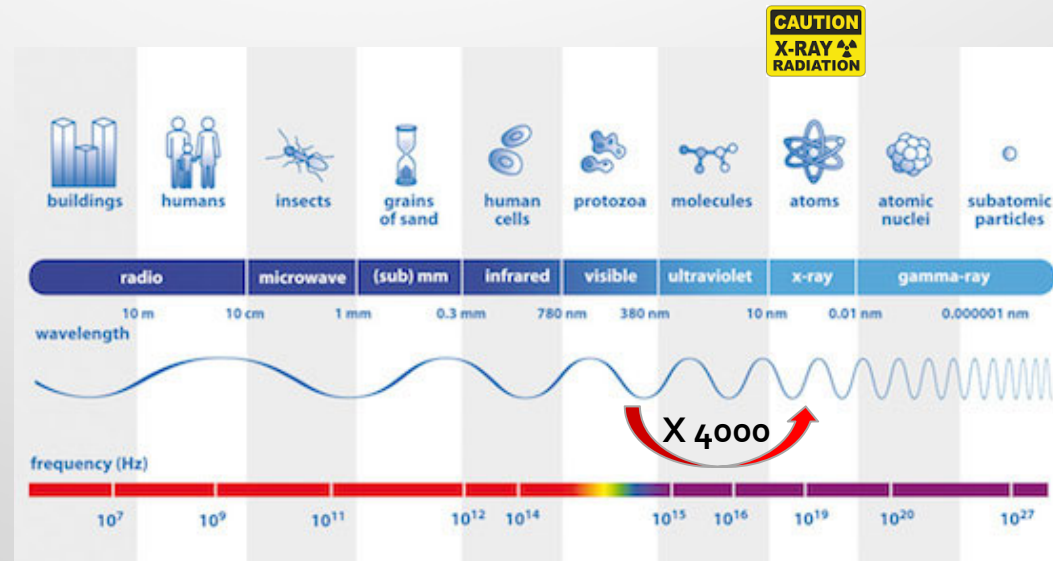 CAUTION
X-RAY
RADIATION
buildings
humans
insects
grains
of sand
human
cells
protozoa
molecules
atoms
atomic
nuclei
subatomic
particles
radio
microwave
(sub) mm
infrared
visible
ultraviolet
x-ray
gamma-ray
10 m
10 cm
1 mm
0.3 mm
780 nm
380 nm
10 nm
0.01 nm
0.000001 nm
wavelength
X 4000
frequency (Hz)
10⁷
10⁹
10¹¹
10¹²
10¹⁴
10¹⁵
10¹⁶
10¹⁹
10²⁰
10²⁷